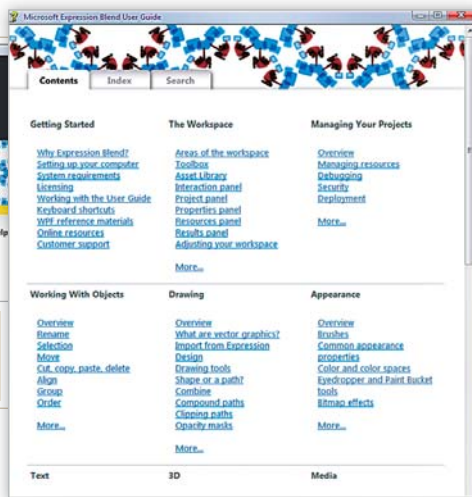 Microsoft Expression Blend User Guide
Contents
Index
Search
Getting Started
Why Expression Blend?
Setting up your computer
System requirements
Licensing
Working with the User Guide
Keyboard shortcuts
WPF reference materials
Online resources
Customer support
The Workspace
Areas of the workspace
Toolbox
Asset Library
Interaction panel
Project panel
Properties panel
Resources panel
Results panel
Adjusting your workspace
More...
Managing Your Projects
Overview
Managing resources
Debugging
Security
Deployment
More...
Working With Objects
Overview
Rename
Selection
Move
Cut, copy, paste, delete
Align
Group
Order
More...
Drawing
Overview
What are vector graphics?
Import from Expression
Design
Drawing tools
Shape or a path?
Combine
Compound paths
Clipping paths
Opacity masks
More...
Appearance
Overview
Brushes
Common appearance
properties
Color and color spaces
Eyedropper and Paint Bucket
tools
Bitmap effects
More...
Text
3D
Media